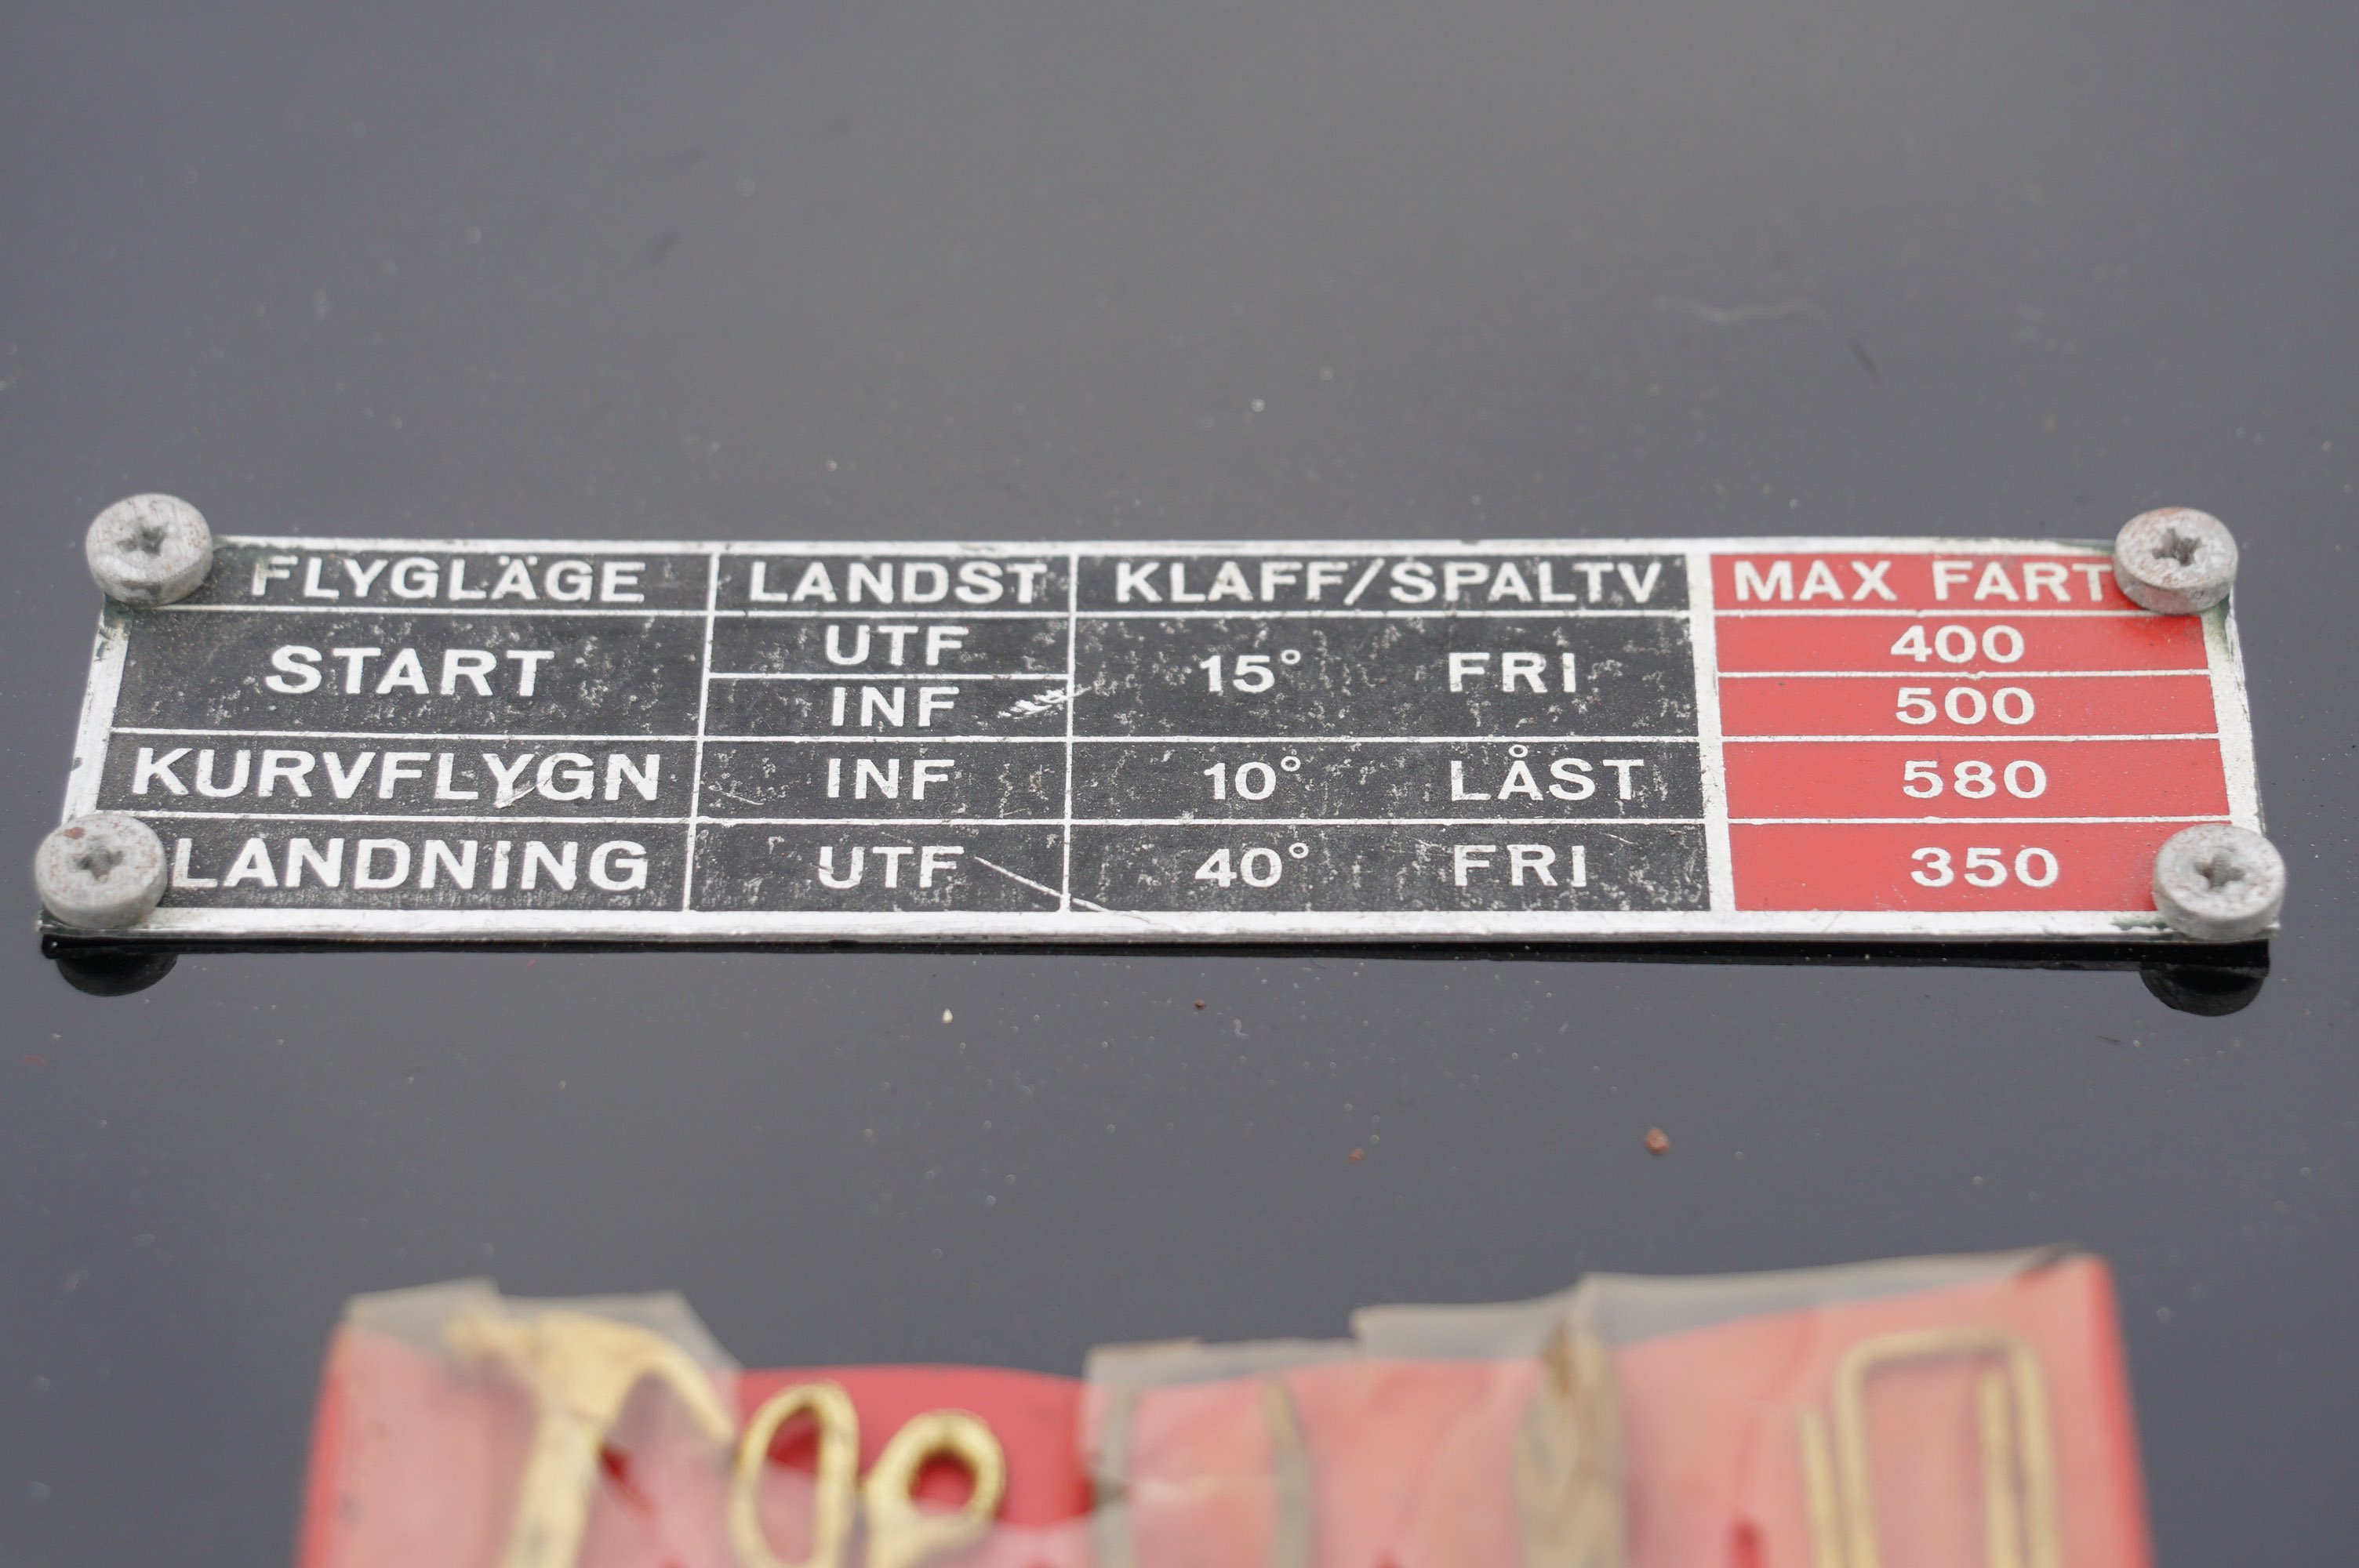 FLYGLÄGE LANDST KLAFF/SPALTV MAX FART
START UTF 15° FRI 400
INF 500
KURVFLYGN INF 10° LÅST 580
LANDNING UTF 40° FRI 350